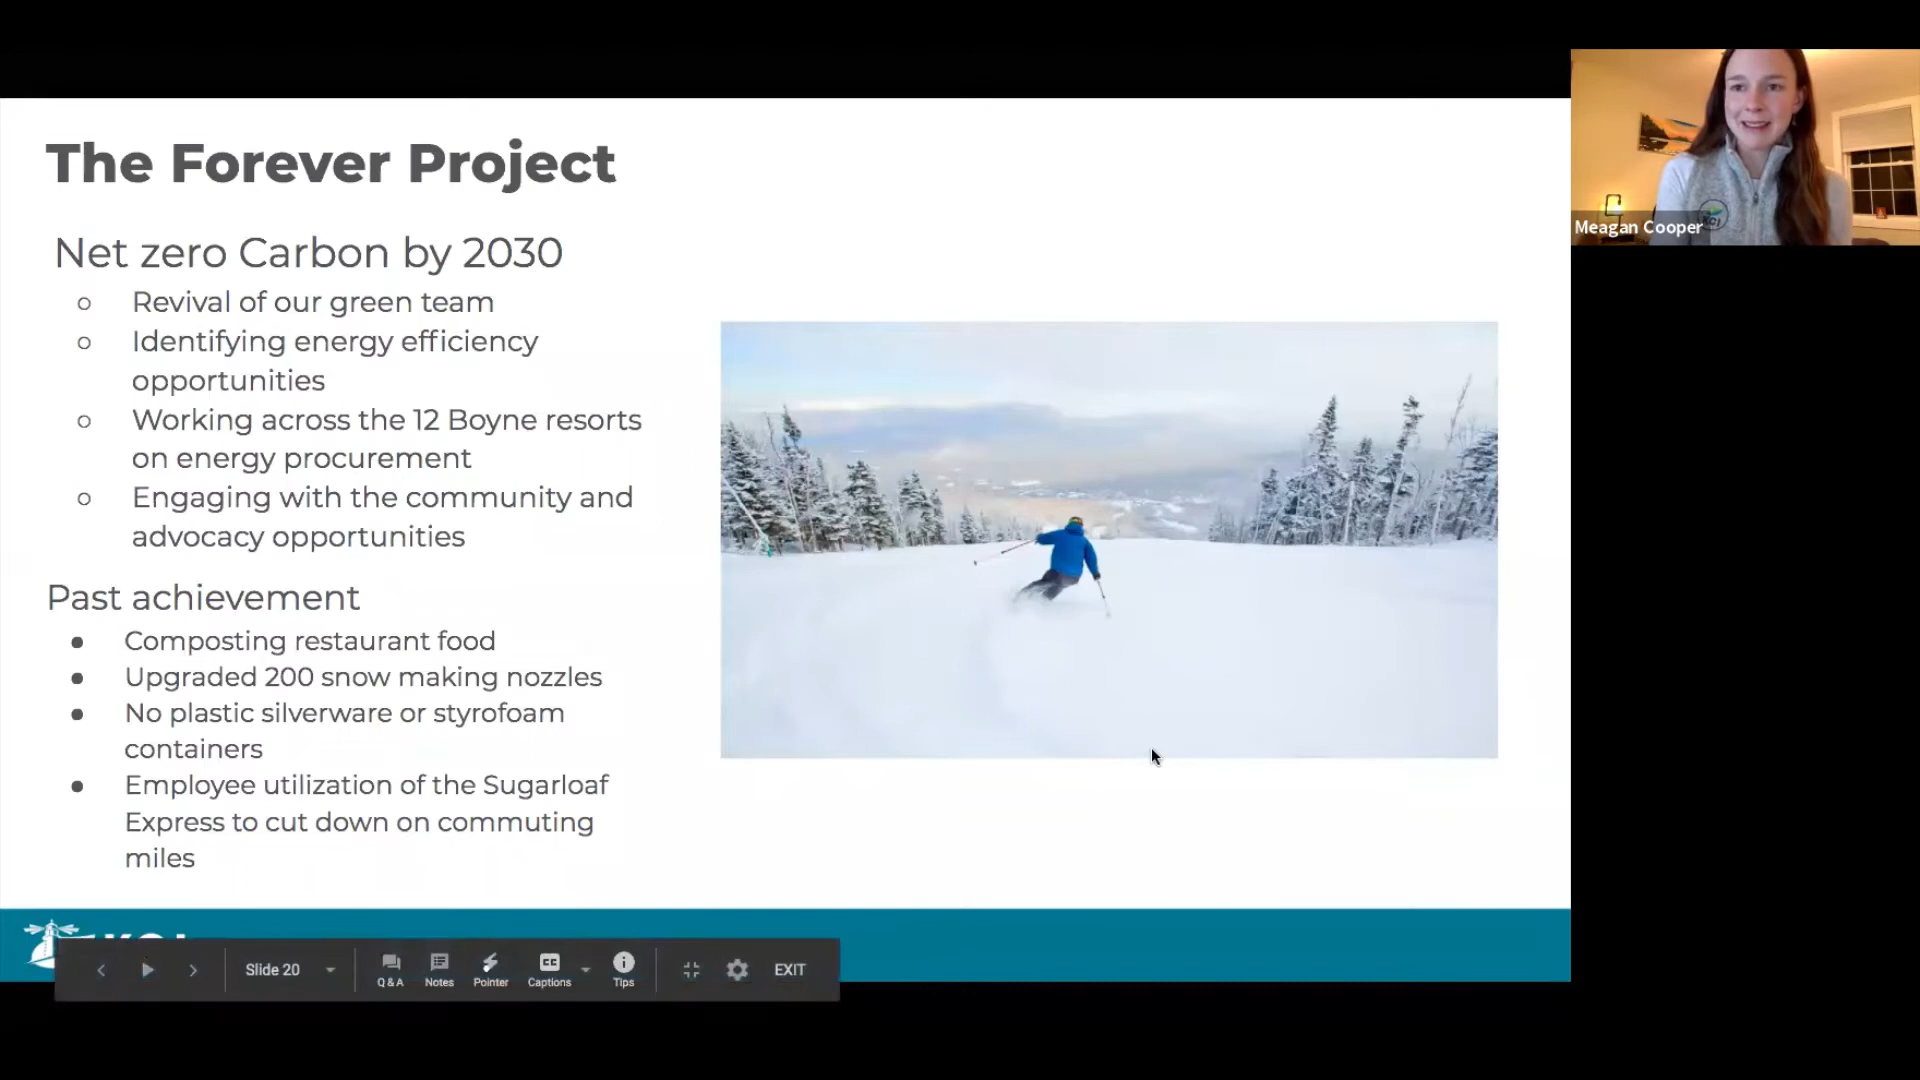 The Forever Project
Net zero Carbon by 2030
Revival of our green team
Identifying energy efficiency
opportunities
Working across the 12 Boyne resorts
on energy procurement
Engaging with the community and
advocacy opportunities
Past achievement
Composting restaurant food
Upgraded 200 snow making nozzles
No plastic silverware or styrofoam
containers
Employee utilization of the Sugarloaf
Express to cut down on commuting
miles
KCI
Meagan Cooper
Slide 20
Q & A
Notes
Pointer
CC
Captions
Tips
EXIT